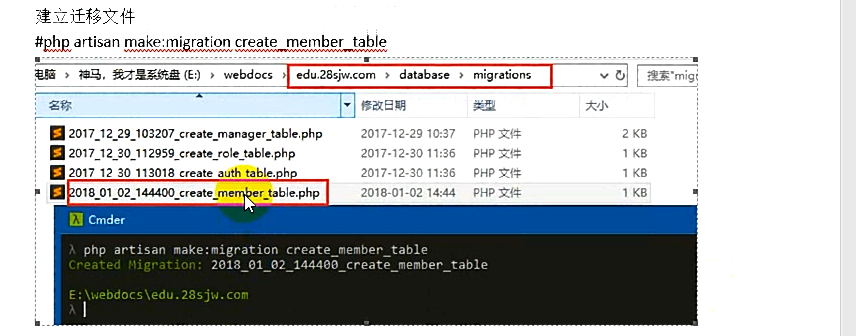 建立迁移文件
#php artisan make:migration create_member_table
电脑 > 神马，我才是系统盘 (E:) > webdocs > edu.28sjw.com > database > migrations 搜索"mig
名称 修改日期 类型 大小
2017_12_29_103207_create_manager_table.php 2017-12-29 10:37 PHP 文件 2 KB
2017_12_30_112959_create_role_table.php 2017-12-30 11:36 PHP 文件 1 KB
2017_12_30_113018_create_auth_table.php 2017-12-30 11:36 PHP 文件 1 KB
2018_01_02_144400_create_member_table.php 2018-01-02 14:44 PHP 文件 1 KB
λ Cmder
λ php artisan make:migration create_member_table
Created Migration: 2018_01_02_144400_create_member_table
E:\webdocs\edu.28sjw.com
λ